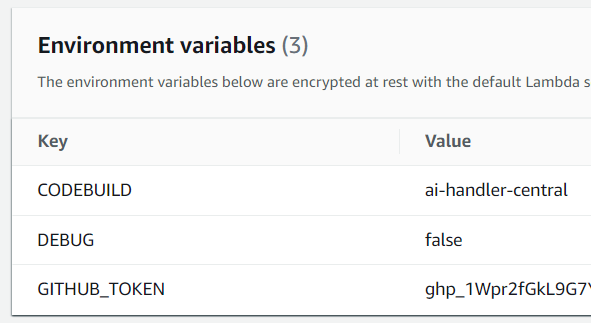 Environment variables (3)
The environment variables below are encrypted at rest with the default Lambda s
Key Value
CODEBUILD ai-handler-central
DEBUG false
GITHUB_TOKEN ghp_1Wpr2fGkL9G7Y